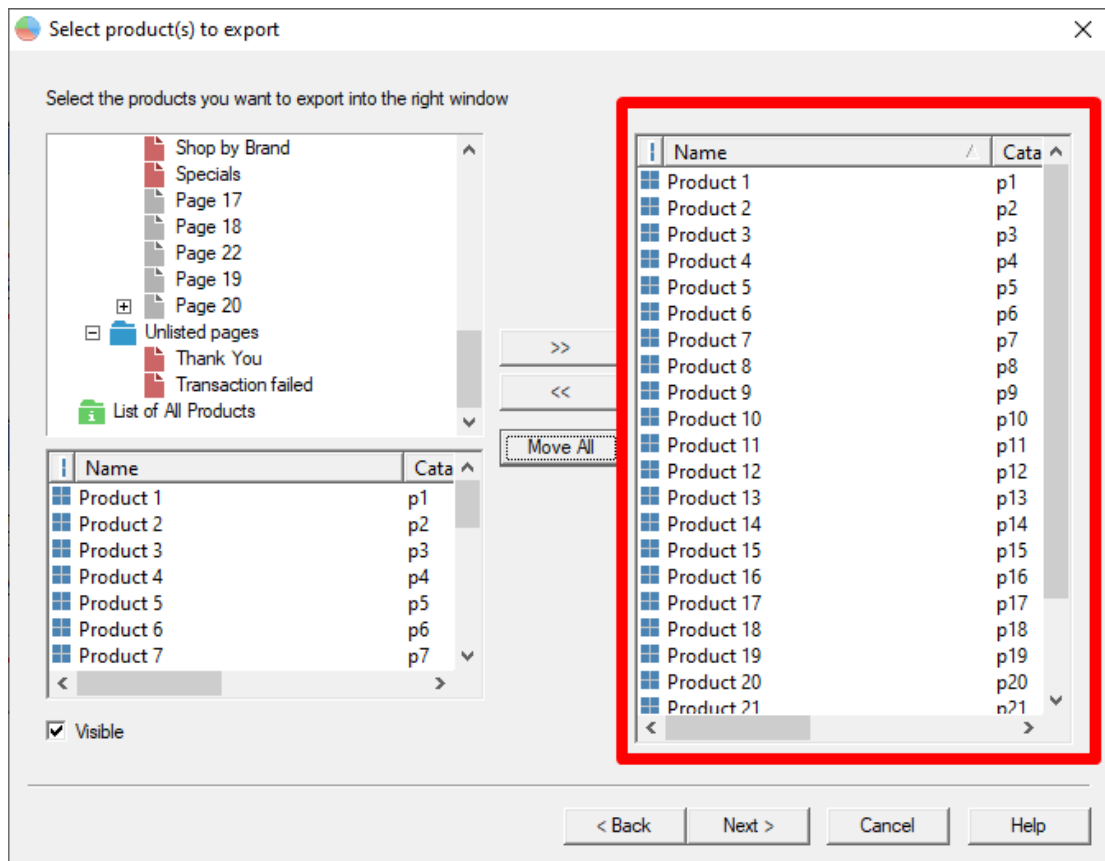 Select product(s) to export
Select the products you want to export into the right window
Shop by Brand
Specials
Page 17
Page 18
Page 22
Page 19
Page 20
Unlisted pages
Thank You
Transaction failed
List of All Products
>>
<<
Move All
Name Cata
Product 1 p1
Product 2 p2
Product 3 p3
Product 4 p4
Product 5 p5
Product 6 p6
Product 7 p7
Visible
Name Cata
Product 1 p1
Product 2 p2
Product 3 p3
Product 4 p4
Product 5 p5
Product 6 p6
Product 7 p7
Product 8 p8
Product 9 p9
Product 10 p10
Product 11 p11
Product 12 p12
Product 13 p13
Product 14 p14
Product 15 p15
Product 16 p16
Product 17 p17
Product 18 p18
Product 19 p19
Product 20 p20
Product 21 p21
< Back Next > Cancel Help